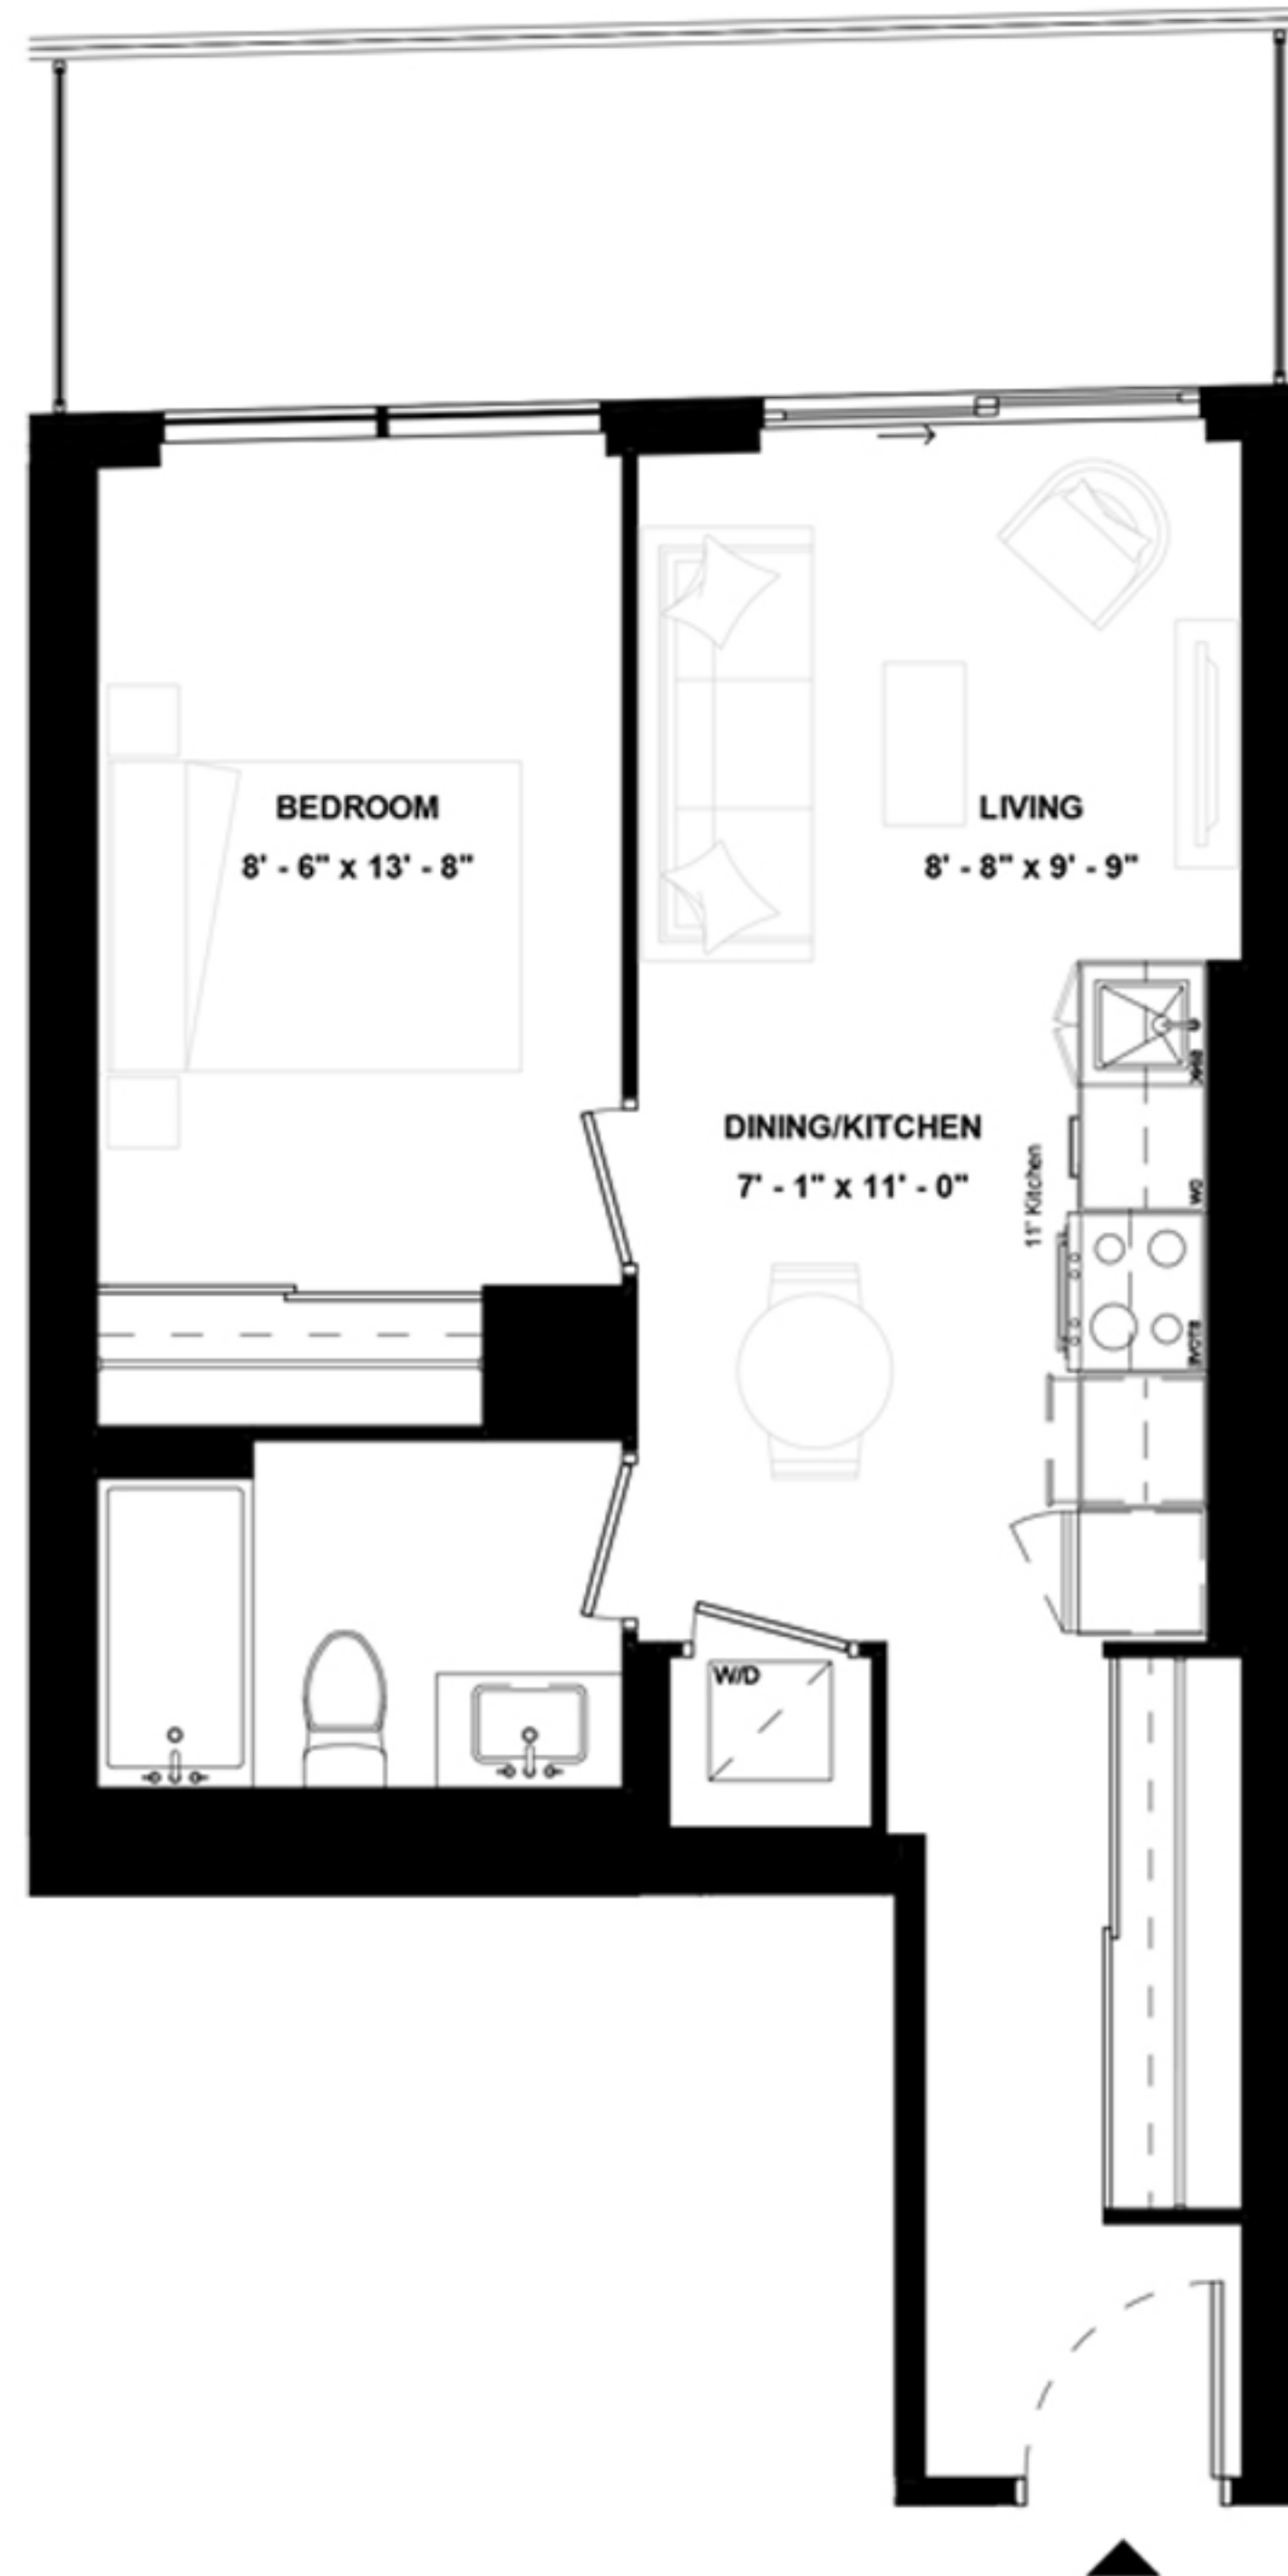 BEDROOM
8' - 6" x 13' - 8"
LIVING
8' - 8" x 9' - 9"
DINING/KITCHEN
7' - 1" x 11' - 0"
11' Kitchen
W/D